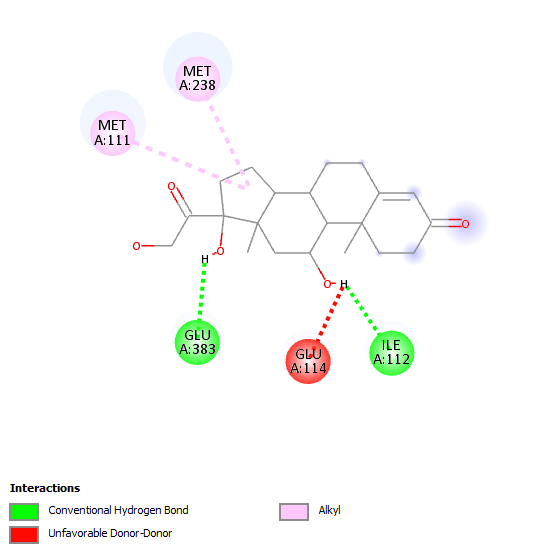 MET
A:238
MET
A:111
O
O
O
H
O
O
H
GLU
A:383
GLU
A:114
ILE
A:112
Interactions
Conventional Hydrogen Bond
Unfavorable Donor-Donor
Alkyl